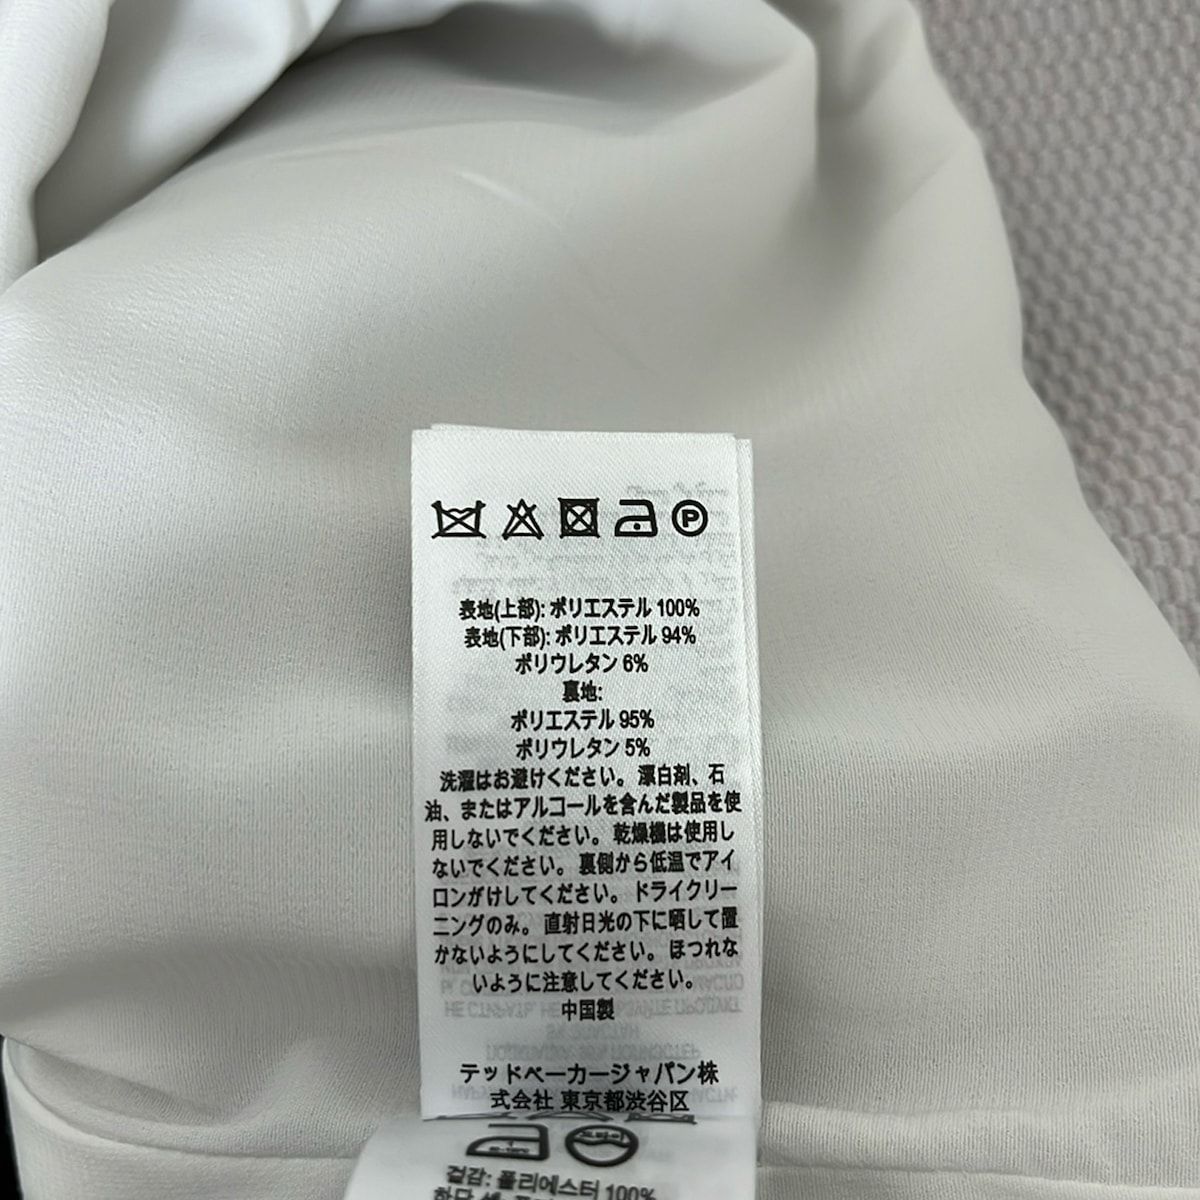 P
表地(上部): ポリエステル 100%
表地(下部): ポリエステル 94%
ポリウレタン 6%
裏地:
ポリエステル 95%
ポリウレタン 5%
洗濯はお避けください。漂白剤、石
油、またはアルコールを含んだ製品を使
用しないでください。乾燥機は使用し
ないでください。裏側から低温でアイ
ロンがけしてください。ドライクリー
ニングのみ。直射日光の下に晒して置
かないようにしてください。ほつれな
いように注意してください。
中国製
テッドベーカージャパン株
式会社 東京都渋谷区
겉감: 폴리에스터 100%